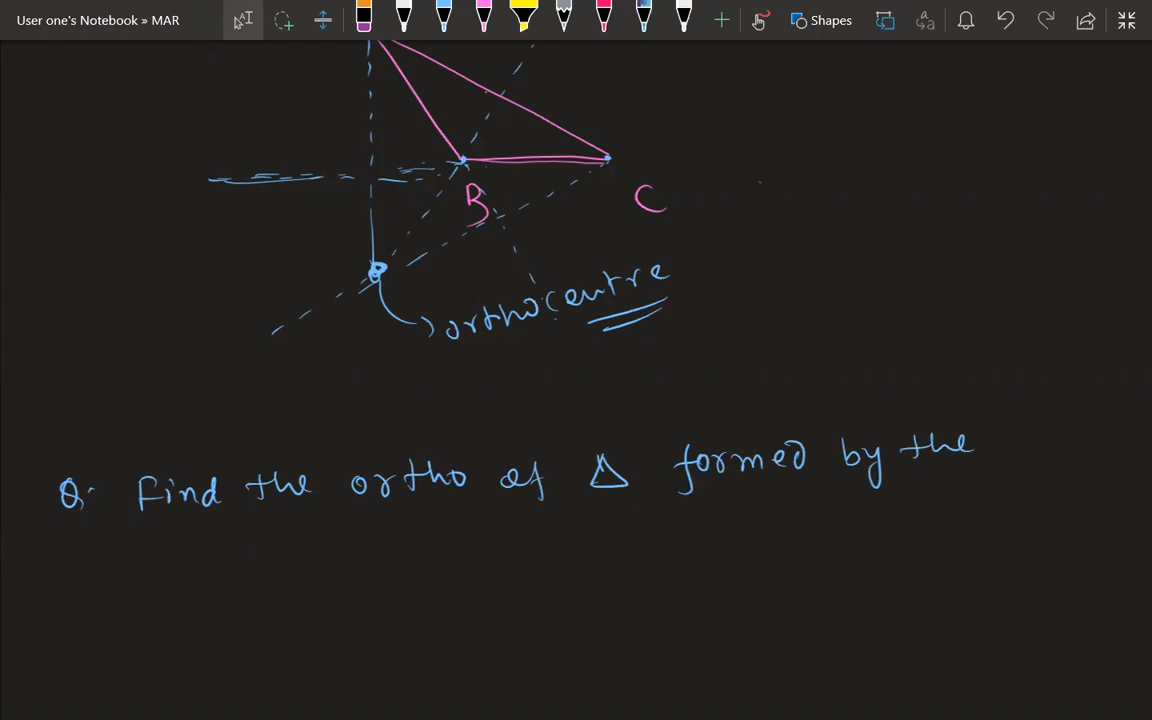 User one's Notebook » MAR
Shapes
B
C
orthocentre
Q. Find the ortho of Δ formed by the